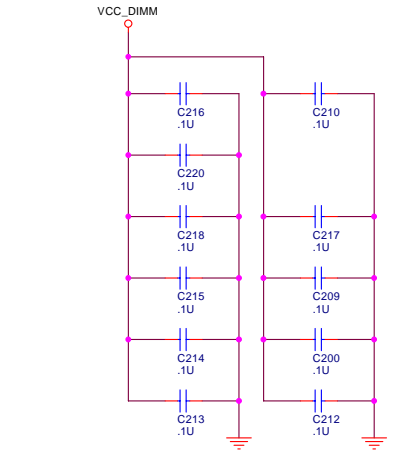 VCC_DIMM
C216
.1U
C210
.1U
C220
.1U
C218
.1U
C217
.1U
C215
.1U
C209
.1U
C214
.1U
C200
.1U
C213
.1U
C212
.1U